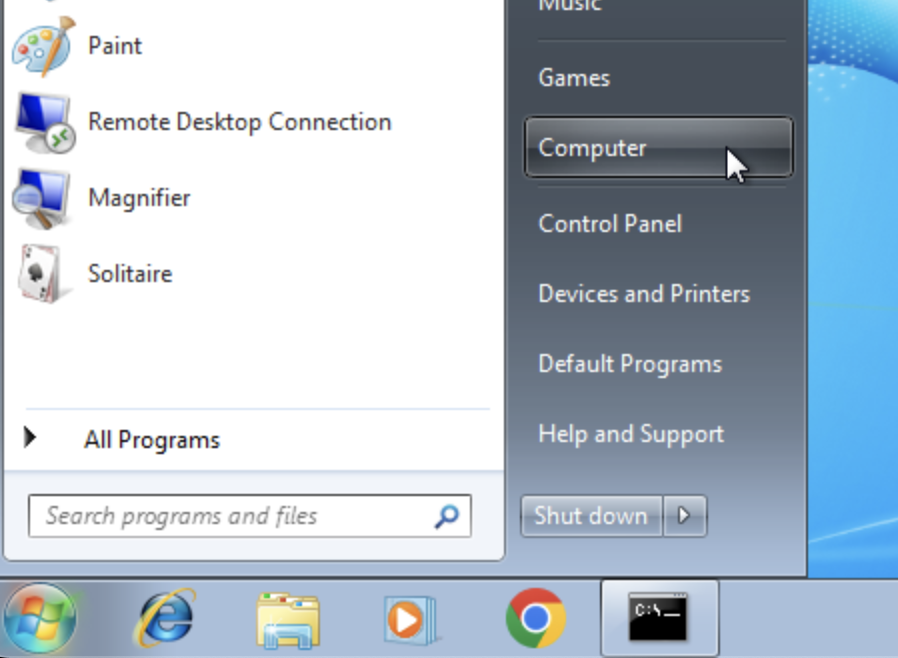 Music
Paint
Games
Remote Desktop Connection
Computer
Magnifier
Control Panel
Solitaire
Devices and Printers
Default Programs
All Programs
Help and Support
Search programs and files
Shut down
C:\_